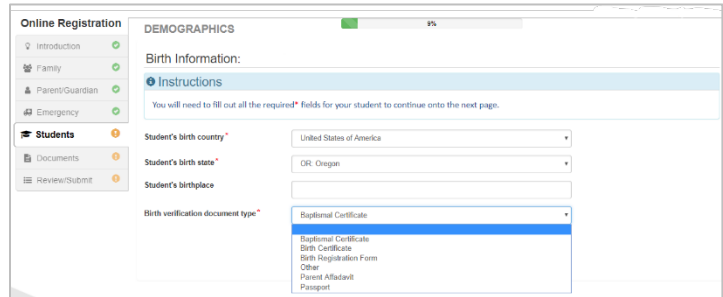 Online Registration
Introduction
Family
Parent/Guardian
Emergency
Students
Documents
Review/Submit
DEMOGRAPHICS
9%
Birth Information:
Instructions
You will need to fill out all the required* fields for your student to continue onto the next page.
Student's birth country* United States of America
Student's birth state* OR: Oregon
Student's birthplace
Birth verification document type* Baptismal Certificate
Baptismal Certificate
Birth Certificate
Birth Registration Form
Other
Parent Affadavit
Passport